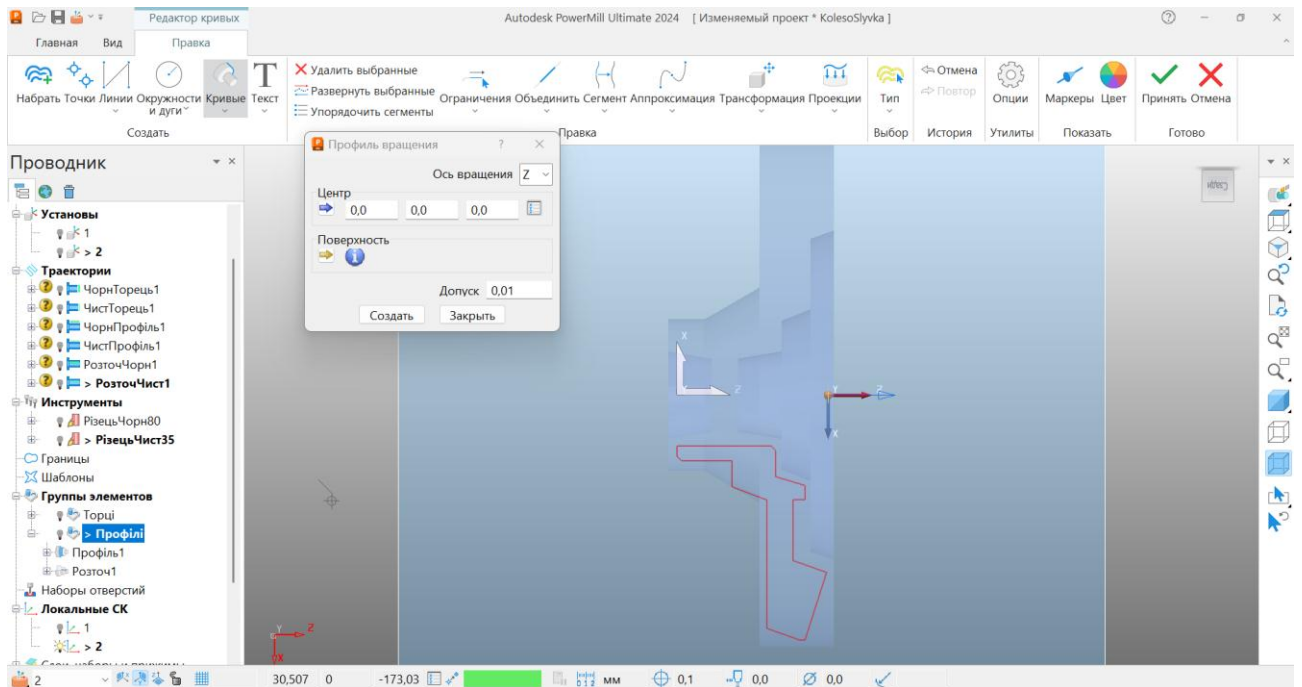 Редактор кривых
Autodesk PowerMill Ultimate 2024 [ Изменяемый проект * KolesoSlyvka ]
Главная Вид Правка
Набрать Точки Линии Окружности и дуги Кривые Текст
Удалить выбранные
Развернуть выбранные
Упорядочить сегменты
Ограничения Объединить Сегмент Аппроксимация Трансформация Проекции
Тип
Отмена
Повтор
Опции
Маркеры Цвет
Принять Отмена
Создать Правка Выбор История Утилиты Показать Готово
Профиль вращения ? ×
Ось вращения Z
Центр
0,0 0,0 0,0
Поверхность
Допуск 0,01
Создать Закрыть
Проводник
Установы
1
> 2
Траектории
ЧорнТорець1
ЧистТорець1
ЧорнПрофіль1
ЧистПрофіль1
РозточЧорн1
> РозточЧист1
Инструменты
РізецьЧорн80
> РізецьЧист35
Границы
Шаблоны
Группы элементов
Торці
> Профілі
Профіль1
Розточ1
Наборы отверстий
Локальные СК
1
> 2
Слои, наборы и прижимы
Сзади
X
Z
Y
Z
X
Y
Z
X
2 30,507 0 -173,03 мм 0,1 0,0 0,0